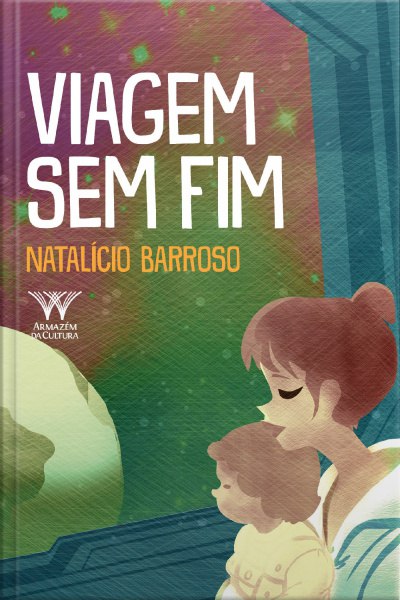 VIAGEM
SEM FIM
NATALÍCIO BARROSO
ARMAZÉM
DA CULTURA